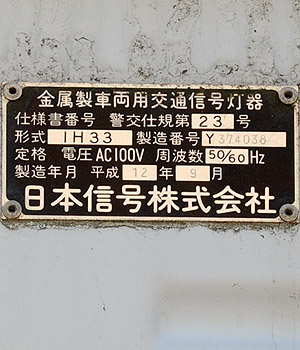 金属製車両用交通信号灯器
仕様書番号 警交仕規第23号
形式 1H33 製造番号 Y374038
定格 電圧AC100V 周波数50/60Hz
製造年月 平成12年9月
日本信号株式会社